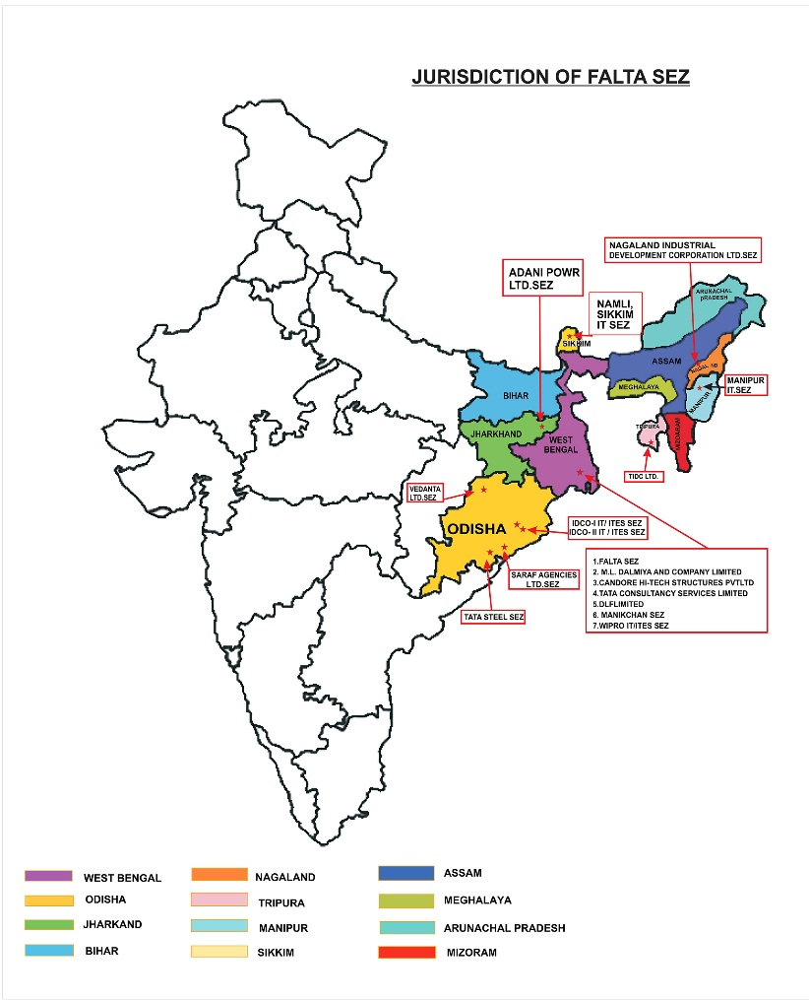 JURISDICTION OF FALTA SEZ
NAGALAND INDUSTRIAL
DEVELOPMENT CORPORATION LTD.SEZ
ADANI POWR
LTD.SEZ
NAMLI,
SIKKIM
IT SEZ
ARUNACHAL
pRADESH
SIKKIM
ASSAM
NAGAL ND
MANIPUR
IT.SEZ
MEGHALAYA
MANIPUR
BIHAR
TRIPURA
MIZORAM
JHARKHAND
WEST
BENGAL
TIDC LTD.
VEDANTA
LTD.SEZ
ODISHA
IDCO-I IT/ ITES SEZ
IDCO- II IT / ITES SEZ
SARAF AGENCIES
LTD.SEZ
TATA STEEL SEZ
1.FALTA SEZ
2. M.L. DALMIYA AND COMPANY LIMITED
3.CANDORE HI-TECH STRUCTURES PVTLTD
4.TATA CONSULTANCY SERVICES LIMITED
5.DLFLIMITED
6. MANIKCHAN SEZ
7.WIPRO IT/ITES SEZ
WEST BENGAL
ODISHA
JHARKAND
BIHAR
NAGALAND
TRIPURA
MANIPUR
SIKKIM
ASSAM
MEGHALAYA
ARUNACHAL PRADESH
MIZORAM